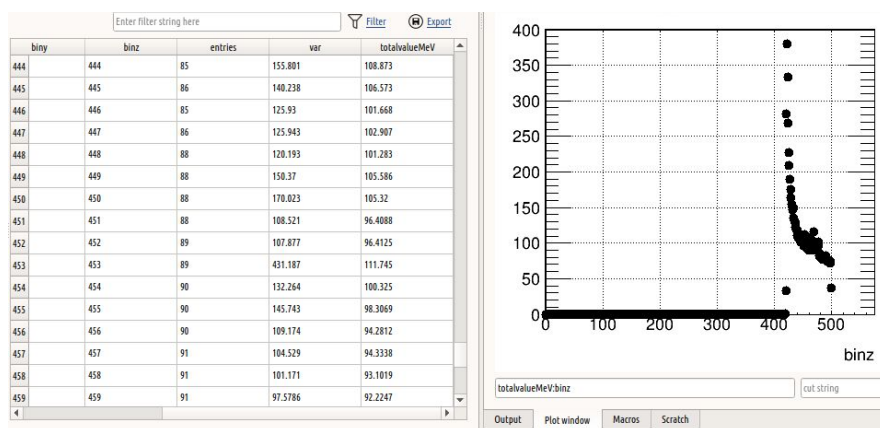 Enter filter string here Filter Export
biny binz entries var totalvalueMeV
444 444 85 155.801 108.873
445 445 86 140.238 106.573
446 446 85 125.93 101.668
447 447 86 125.943 102.907
448 448 88 120.193 101.283
449 449 88 150.37 105.586
450 450 88 170.023 105.32
451 451 88 108.521 96.4088
452 452 89 107.877 96.4125
453 453 89 431.187 111.745
454 454 90 132.264 100.325
455 455 90 145.743 98.3069
456 456 90 109.174 94.2812
457 457 91 104.529 94.3338
458 458 91 101.171 93.1019
459 459 91 97.5786 92.2247
400
350
300
250
200
150
100
50
0
0 100 200 300 400 500
binz
totalvalueMeV:binz cut string
Output Plot window Macros Scratch